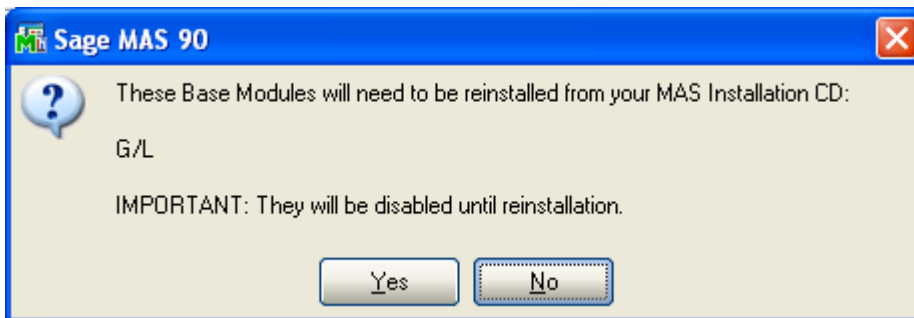 Sage MAS 90
These Base Modules will need to be reinstalled from your MAS Installation CD:
G/L
IMPORTANT: They will be disabled until reinstallation.
Yes
No